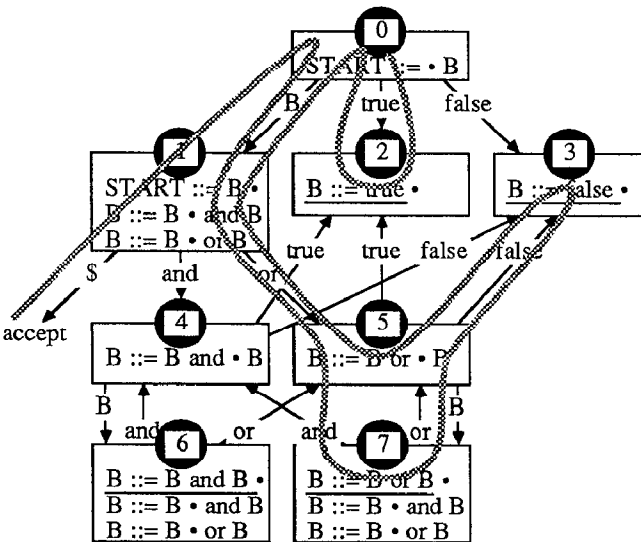 0
START ::= • B
B true false
1 2 3
START ::= B •
B ::= B • and B
B ::= B • or B
B ::= true •
B ::= false •
$ and or true true false false
accept
4 5
B ::= B and • B
B ::= B or • B
B and or and or B
6 7
B ::= B and B •
B ::= B • and B
B ::= B • or B
B ::= B or B •
B ::= B • and B
B ::= B • or B